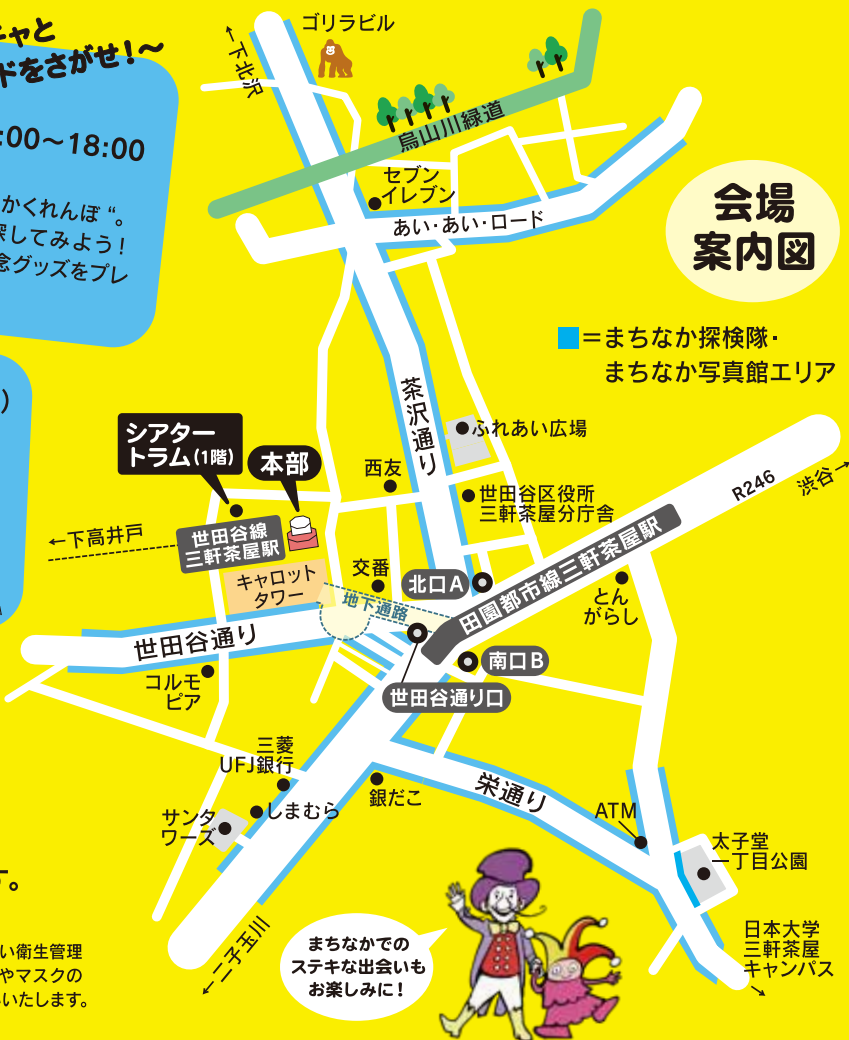 ャと
ドをさがせ！～
:00～18:00
かくれんぼ“。
探してみよう！
念グッズをプレ
)
会場
案内図
＝まちなか探検隊・
まちなか写真館エリア
ゴリラビル
←下北沢
烏山川緑道
セブン
イレブン
あい・あい・ロード
茶沢通り
ふれあい広場
シアター
トラム(1階)
本部
西友
世田谷区役所
三軒茶屋分庁舎
R246
渋谷→
←下高井戸
世田谷線
三軒茶屋駅
キャロット
タワー
交番
北口A
田園都市線三軒茶屋駅
とん
がらし
地下通路
世田谷通り
南口B
世田谷通り口
コルモ
ピア
三菱
UFJ銀行
しまむら
サンタ
ワーズ
銀だこ
栄通り
ATM
太子堂
一丁目公園
日本大学
三軒茶屋
キャンパス
←二子玉川
まちなかでの
ステキな出会いも
お楽しみに！
す。
い衛生管理
やマスクの
いたします。